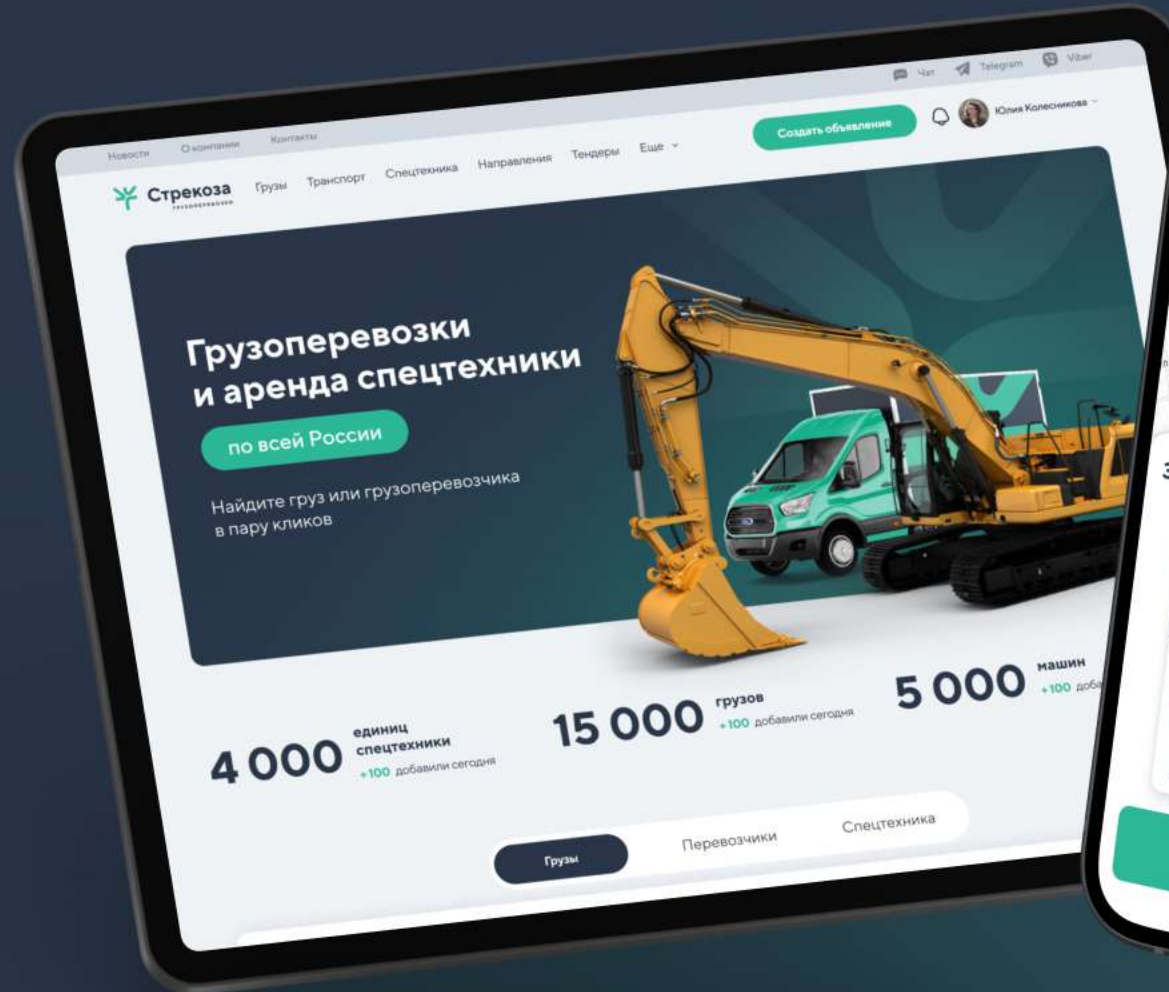 Новости О компании Контакты
Чат Telegram Viber
Стрекоза
ГРУЗОПЕРЕВОЗКИ
Грузы Транспорт Спецтехника Направления Тендеры Еще
Создать объявление
Юлия Колесникова
Грузоперевозки
и аренда спецтехники
по всей России
Найдите груз или грузоперевозчика
в пару кликов
4 000
единиц
спецтехники
+100 добавили сегодня
15 000
грузов
+100 добавили сегодня
5 000
машин
+100
Грузы Перевозчики Спецтехника